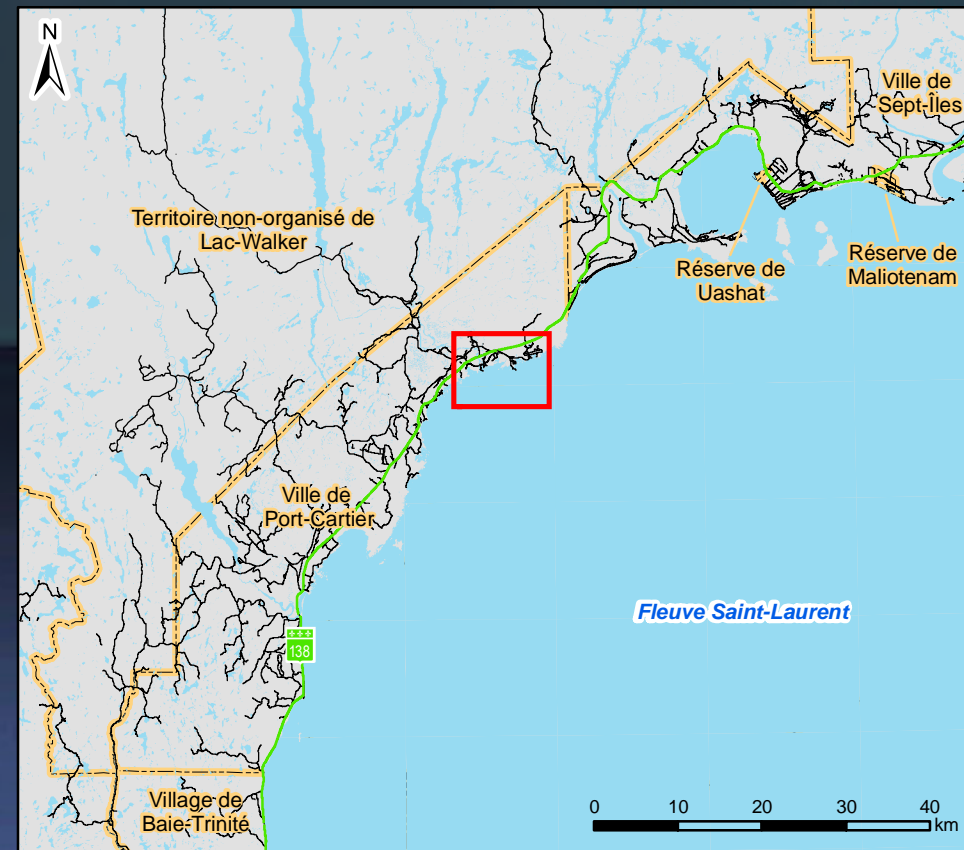 N
Ville de
Sept-Îles
Territoire non-organisé de
Lac-Walker
Réserve de
Uashat
Réserve de
Maliotenam
Ville de
Port-Cartier
Fleuve Saint-Laurent
138
Village de
Baie-Trinité
0 10 20 30 40
km